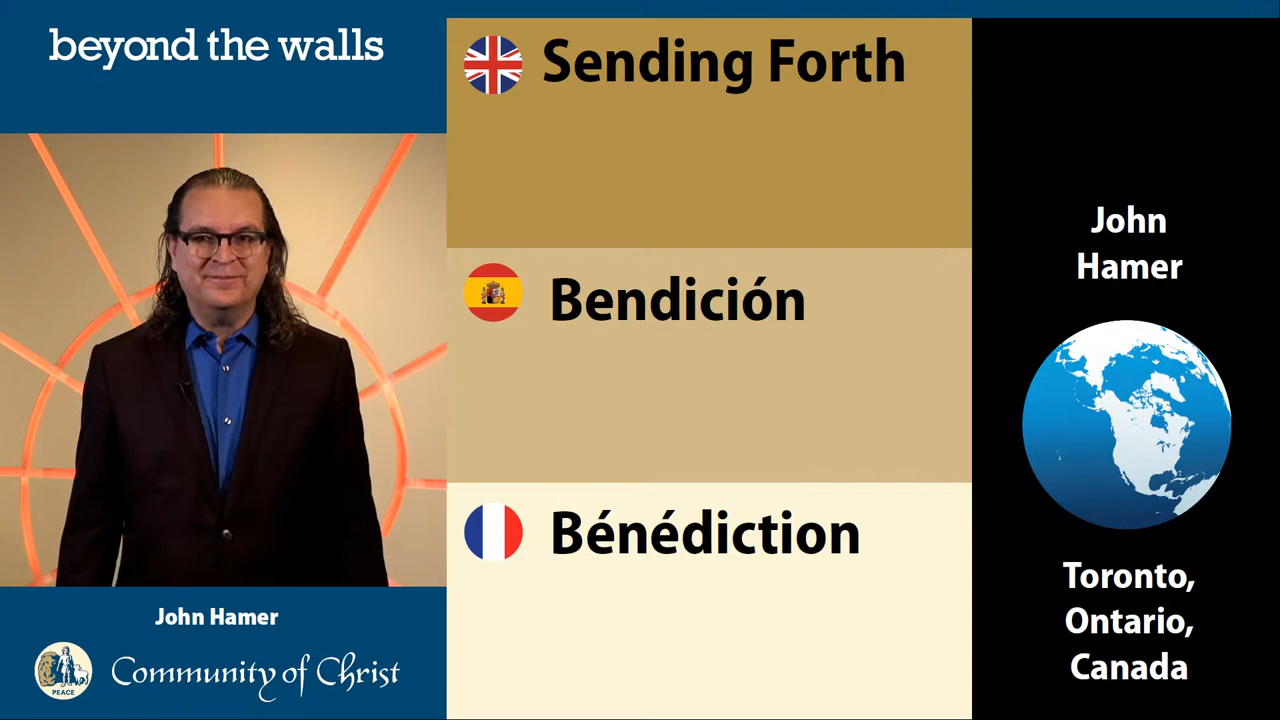 beyond the walls
John Hamer
PEACE
Community of Christ
Sending Forth
Bendición
Bénédiction
John
Hamer
Toronto,
Ontario,
Canada